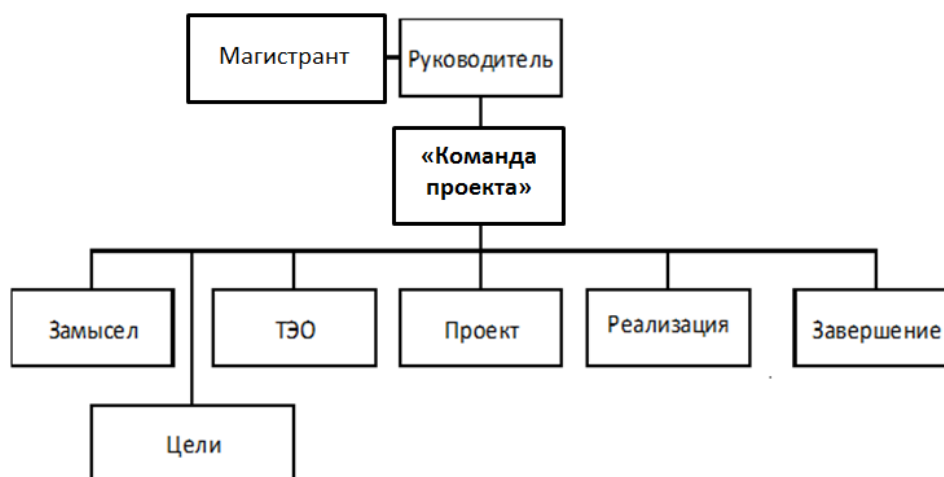 Магистрант
Руководитель
«Команда
проекта»
Замысел
ТЭО
Проект
Реализация
Завершение
Цели